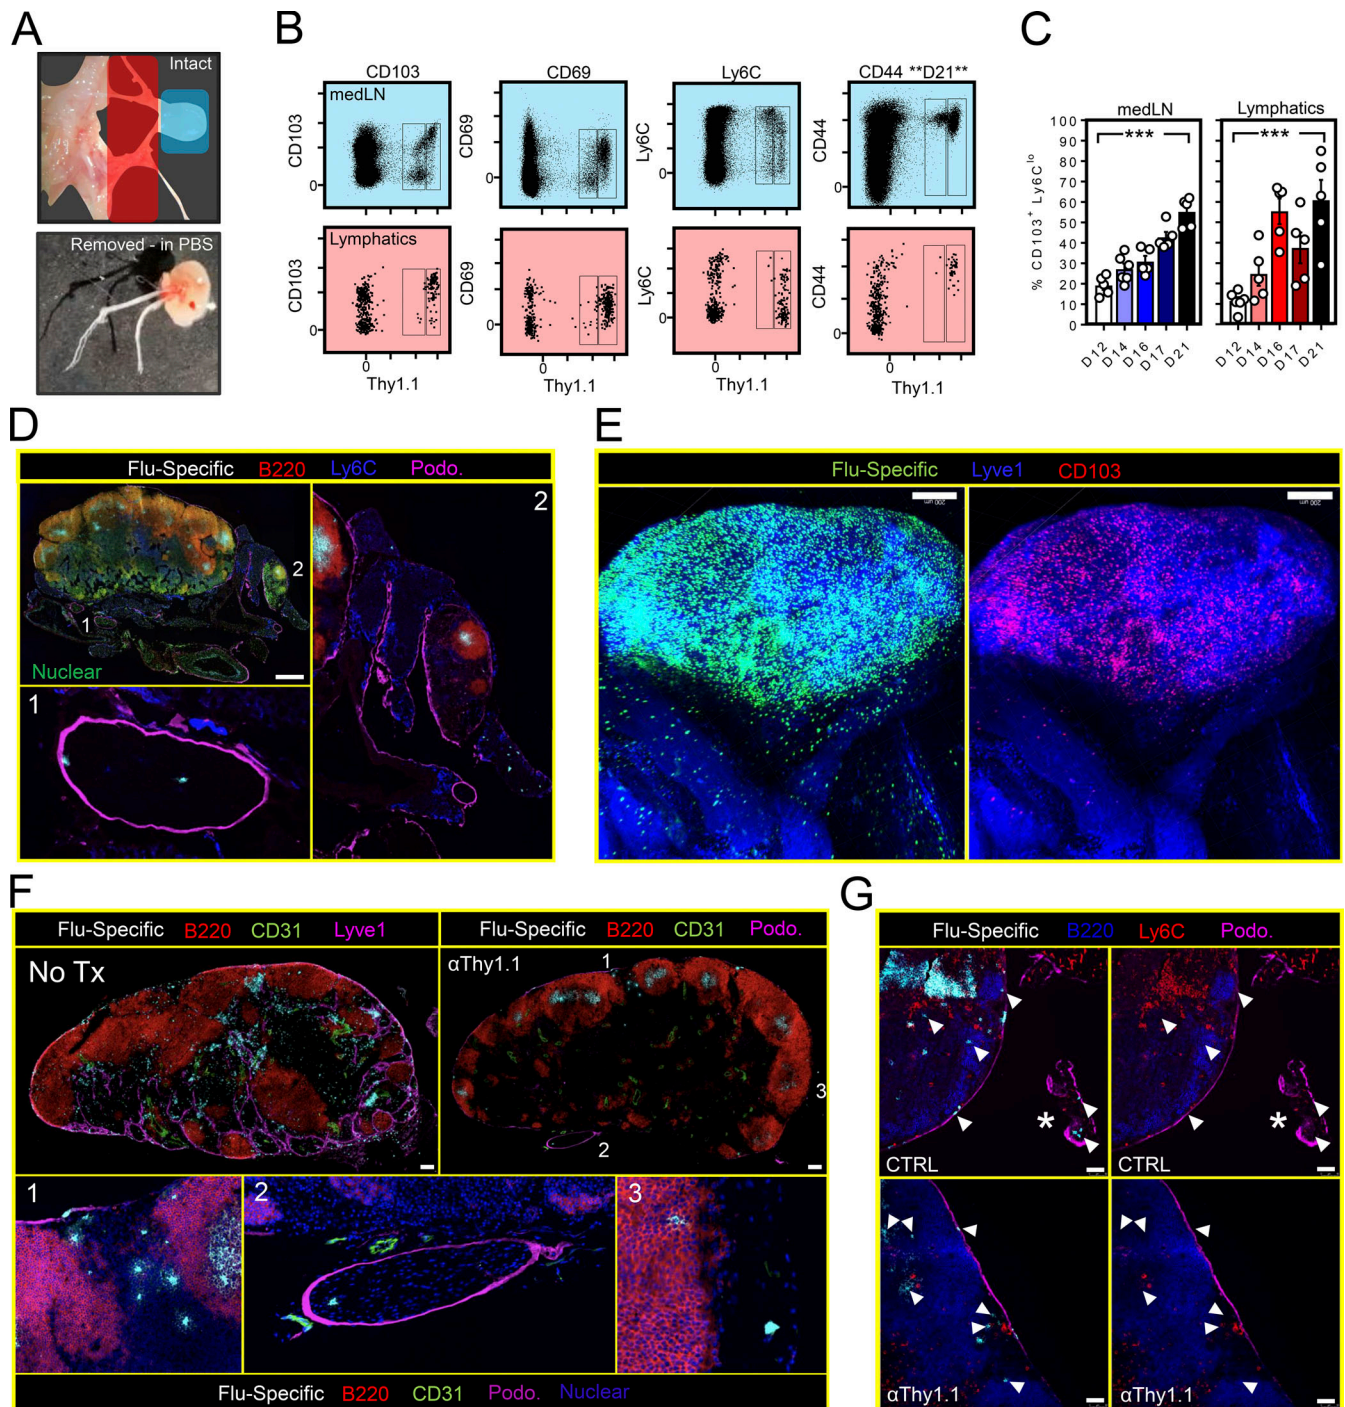 A
Intact
Removed - in PBS
B
CD103
CD69
Ly6C
CD44 **D21**
medLN
CD103
0
CD69
0
Ly6C
0
CD44
0
Lymphatics
CD103
0
CD69
0
Ly6C
0
CD44
0
0
0
0
0
Thy1.1
Thy1.1
Thy1.1
Thy1.1
C
medLN
Lymphatics
% CD103+ Ly6Clo
100
90
80
70
60
50
40
30
20
10
0
***
***
D12
D14
D16
D17
D21
D12
D14
D16
D17
D21
D
Flu-Specific B220 Ly6C Podo.
2
1
Nuclear
2
1
E
Flu-Specific Lyve1 CD103
200 µm
200 µm
F
Flu-Specific B220 CD31 Lyve1
No Tx
Flu-Specific B220 CD31 Podo.
αThy1.1
1
2
3
1
2
3
Flu-Specific B220 CD31 Podo. Nuclear
G
Flu-Specific B220 Ly6C Podo.
*
CTRL
*
CTRL
αThy1.1
αThy1.1